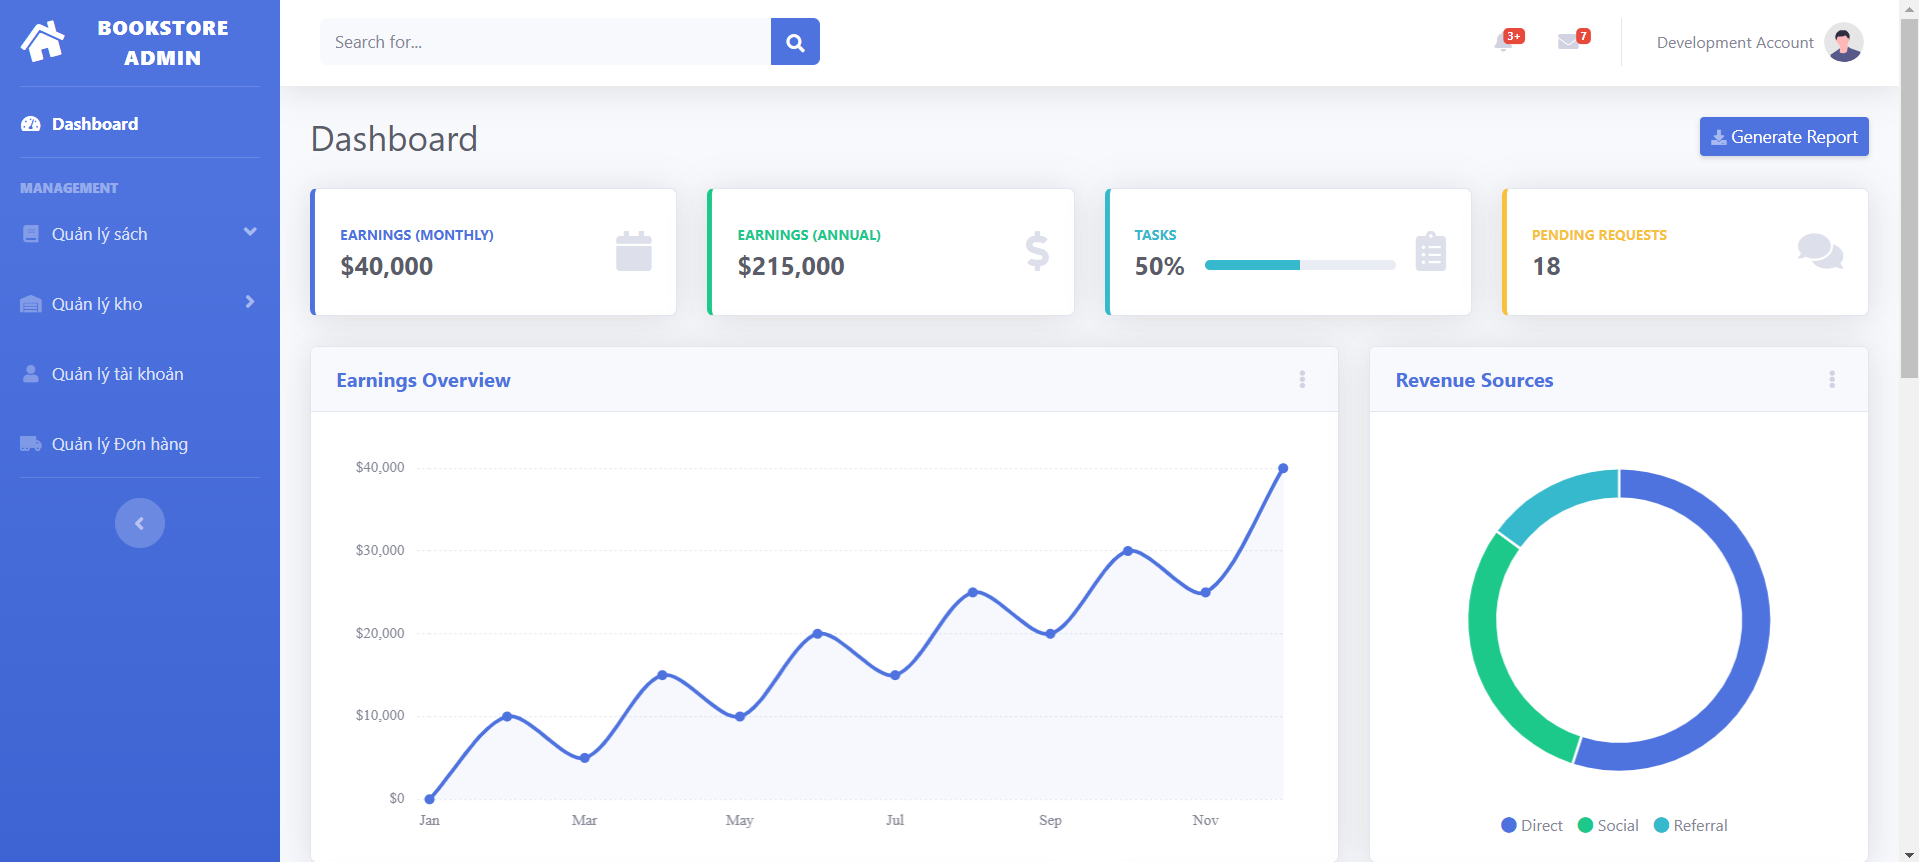 BOOKSTORE
ADMIN
Dashboard
MANAGEMENT
Quản lý sách
Quản lý kho
Quản lý tài khoản
Quản lý Đơn hàng
Search for...
3+
7
Development Account
Dashboard
Generate Report
EARNINGS (MONTHLY)
$40,000
EARNINGS (ANNUAL)
$215,000
TASKS
50%
PENDING REQUESTS
18
Earnings Overview
$40,000
$30,000
$20,000
$10,000
$0
Jan Mar May Jul Sep Nov
Revenue Sources
Direct Social Referral